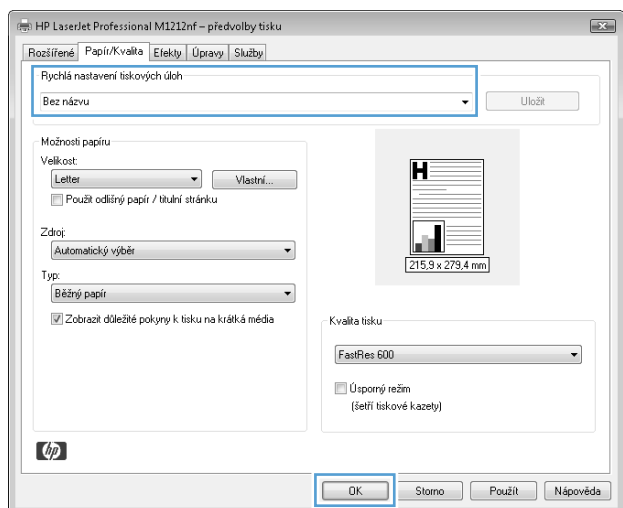 HP LaserJet Professional M1212nf – předvolby tisku
Rozšířené Papír/Kvalita Efekty Úpravy Služby
Rychlá nastavení tiskových úloh
Bez názvu Uložit
Možnosti papíru
Velikost:
Letter Vlastní...
Použít odlišný papír / titulní stránku
Zdroj:
Automatický výběr
Typ:
Běžný papír
Zobrazit důležité pokyny k tisku na krátká média
H
215,9 x 279,4 mm
Kvalita tisku
FastRes 600
Úsporný režim
(šetří tiskové kazety)
hp
OK Storno Použít Nápověda